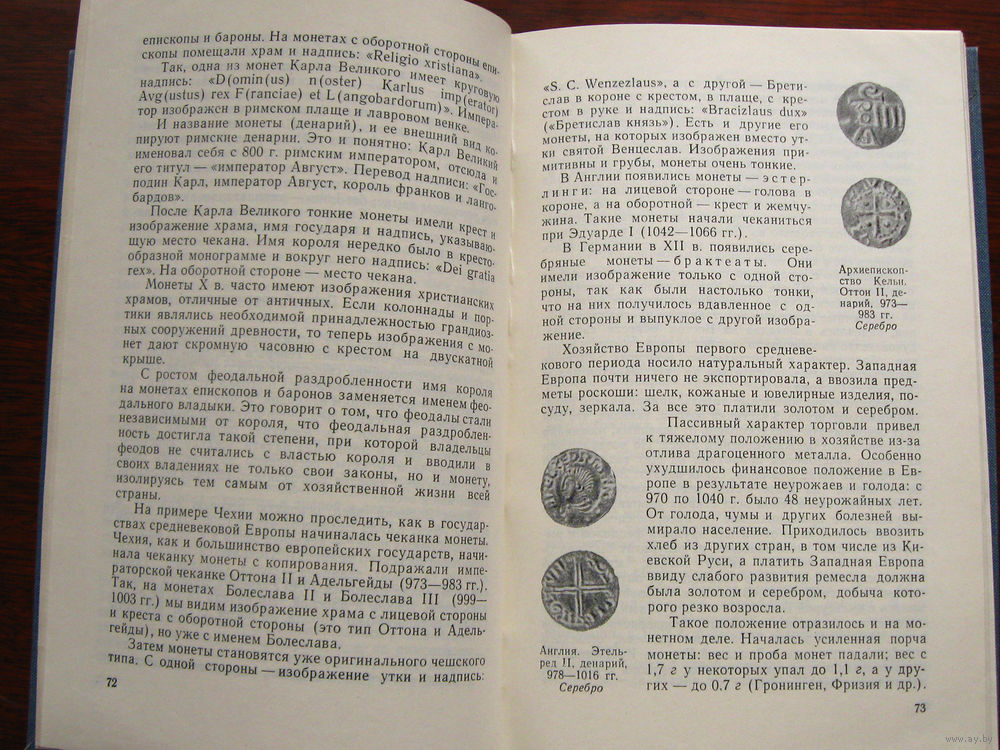 епископы и бароны. На монетах с оборотной стороны епи-
скопы помещали храм и надпись: «Religio xristiana».
Так, одна из монет Карла Великого имеет круговую
надпись: «D(omin(us) n(oster) Karlus imp(erator)
Avg(ustus) rex F(ranciae) et L(angobardorum)». Импера-
тор изображен в римском плаще и лавровом венке.
И название монеты (денарий), и ее внешний вид ко-
пируют римские денарии. Это и понятно: Карл Великий
именовал себя с 800 г. римским императором, отсюда и
его титул — «император Август». Перевод надписи: «Гос-
подин Карл, император Август, король франков и ланго-
бардов».
После Карла Великого тонкие монеты имели крест и
изображение храма, имя государя и надпись, указываю-
щую место чекана. Имя короля нередко было в кресто-
образной монограмме и вокруг него надпись: «Dei gratia
rex». На оборотной стороне — место чекана.
Монеты X в. часто имеют изображения христианских
храмов, отличные от античных. Если колоннады и пор-
тики являлись необходимой принадлежностью грандиоз-
ных сооружений древности, то теперь изображения с мо-
нет дают скромную часовню с крестом на двускатной
крыше.
С ростом феодальной раздробленности имя короля
на монетах епископов и баронов заменяется именем фео-
дального владыки. Это говорит о том, что феодалы стали
независимыми от короля, что феодальная раздроблен-
ность достигла такой степени, при которой владельцы
феодов не считались с властью короля и вводили в
своих владениях не только свои законы, но и монету,
изолируясь тем самым от хозяйственной жизни всей
страны.
На примере Чехии можно проследить, как в государ-
ствах средневековой Европы начиналась чеканка монеты.
Чехия, как и большинство европейских государств, начи-
нала чеканку монеты с копирования. Подражали импе-
раторской чеканке Оттона II и Адельгейды (973—983 гг.).
Так, на монетах Болеслава II и Болеслава III (999—
1003 гг.) мы видим изображение храма с лицевой стороны
и креста с оборотной стороны (это тип Оттона и Адель-
гейды), но уже с именем Болеслава.
Затем монеты становятся уже оригинального чешского
типа. С одной стороны — изображение утки и надпись:
72
«S. C. Wenzezlaus», а с другой — Брети-
слав в короне с крестом, в плаще, с кре-
стом в руке и надпись: «Bracizlaus dux»
(«Бретислав князь»). Есть и другие его
монеты, на которых изображен вместо ут-
ки святой Венцеслав. Изображения при-
митивны и грубы, монеты очень тонкие.
В Англии появились монеты — эстер-
линги: на лицевой стороне — голова в
короне, а на оборотной — крест и жемчу-
жина. Такие монеты начали чеканиться
при Эдуарде I (1042—1066 гг.).
В Германии в XII в. появились сере-
бряные монеты — брактеаты. Они
имели изображение только с одной сто-
роны, так как были настолько тонки,
что на них получилось вдавленное с од-
ной стороны и выпуклое с другой изобра-
жение.
Архиепископ-
ство Кельн.
Оттон II, де-
нарий, 973—
983 гг.
Серебро
Хозяйство Европы первого средневе-
кового периода носило натуральный характер. Западная
Европа почти ничего не экспортировала, а ввозила пред-
меты роскоши: шелк, кожаные и ювелирные изделия, по-
суду, зеркала. За все это платили золотом и серебром.
Пассивный характер торговли привел
к тяжелому положению в хозяйстве из-за
отлива драгоценного металла. Особенно
ухудшилось финансовое положение в Ев-
ропе в результате неурожаев и голода: с
970 по 1040 г. было 48 неурожайных лет.
От голода, чумы и других болезней вы-
мирало население. Приходилось ввозить
хлеб из других стран, в том числе из Ки-
евской Руси, а платить Западная Европа
ввиду слабого развития ремесла должна
была золотом и серебром, добыча кото-
рого резко возросла.
Такое положение отразилось и на мо-
нетном деле. Началась усиленная порча
монеты: вес и проба монет падали; вес с
1,7 г у некоторых упал до 1,1 г, а у дру-
гих — до 0.7 г (Гронинген, Фризия и др.).
Англия. Этель-
ред II, денарий,
978—1016 гг.
Серебро
73
www.ay.by